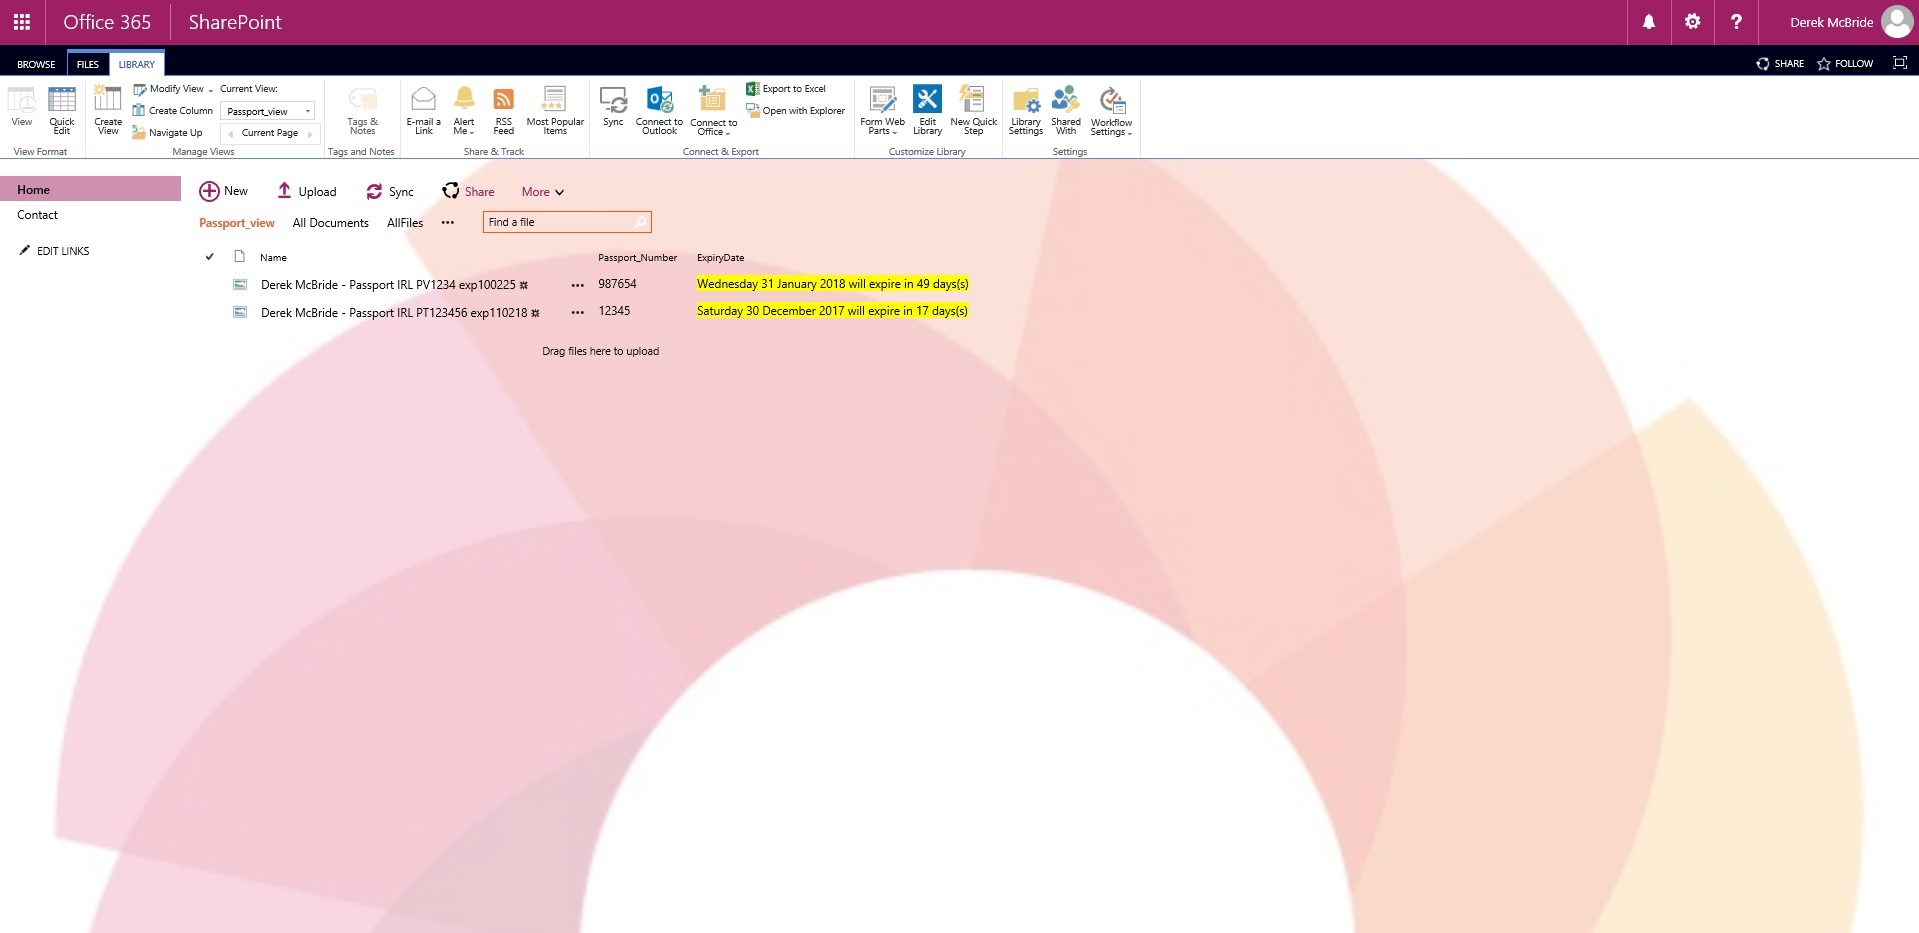 Office 365 SharePoint Derek McBride
BROWSE FILES LIBRARY SHARE FOLLOW
View
Quick Edit
View Format
Create View
Modify View
Create Column
Navigate Up
Current View:
Passport_view
Current Page
Manage Views
Tags & Notes
Tags and Notes
E-mail a Link
Alert Me
RSS Feed
Most Popular Items
Share & Track
Sync
Connect to Outlook
Connect to Office
Export to Excel
Open with Explorer
Connect & Export
Form Web Parts
Edit Library
New Quick Step
Customize Library
Library Settings
Shared With
Workflow Settings
Settings
Home
Contact
EDIT LINKS
New Upload Sync Share More
Passport_view All Documents AllFiles ••• Find a file
Name Passport_Number ExpiryDate
Derek McBride - Passport IRL PV1234 exp100225 ••• 987654 Wednesday 31 January 2018 will expire in 49 days(s)
Derek McBride - Passport IRL PT123456 exp110218 ••• 12345 Saturday 30 December 2017 will expire in 17 days(s)
Drag files here to upload